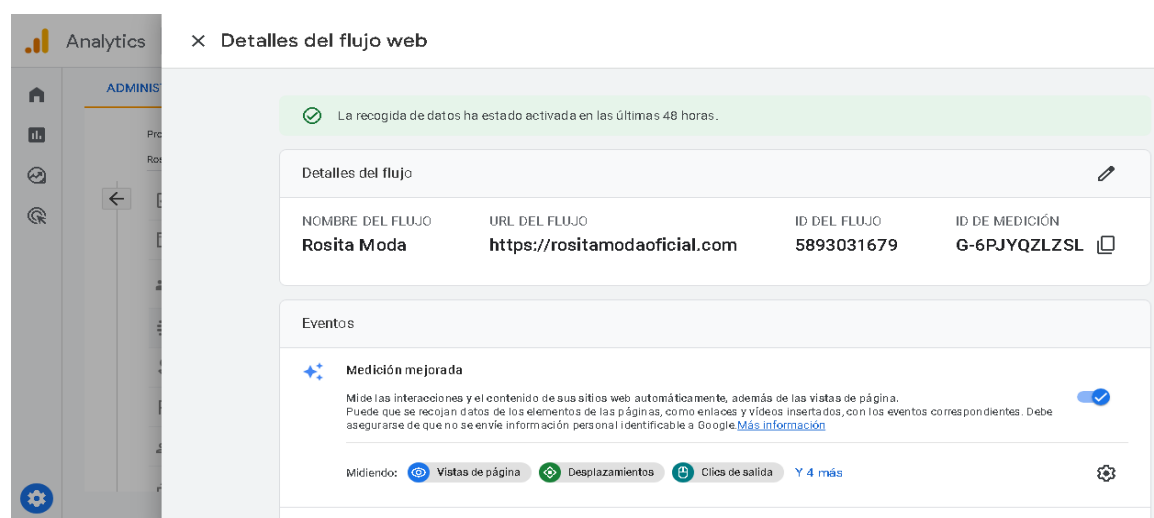 Analytics
Detalles del flujo web
ADMINIS
La recogida de datos ha estado activada en las últimas 48 horas.
Pro
Ros
Detalles del flujo
NOMBRE DEL FLUJO URL DEL FLUJO ID DEL FLUJO ID DE MEDICIÓN
Rosita Moda https://rositamodaoficial.com 5893031679 G-6PJYQZLZSL
Eventos
Medición mejorada
Mide las interacciones y el contenido de sus sitios web automáticamente, además de las vistas de página.
Puede que se recojan datos de los elementos de las páginas, como enlaces y vídeos insertados, con los eventos correspondientes. Debe
asegurarse de que no se envíe información personal identificable a Google.Más información
Midiendo: Vistas de página Desplazamientos Clics de salida Y 4 más